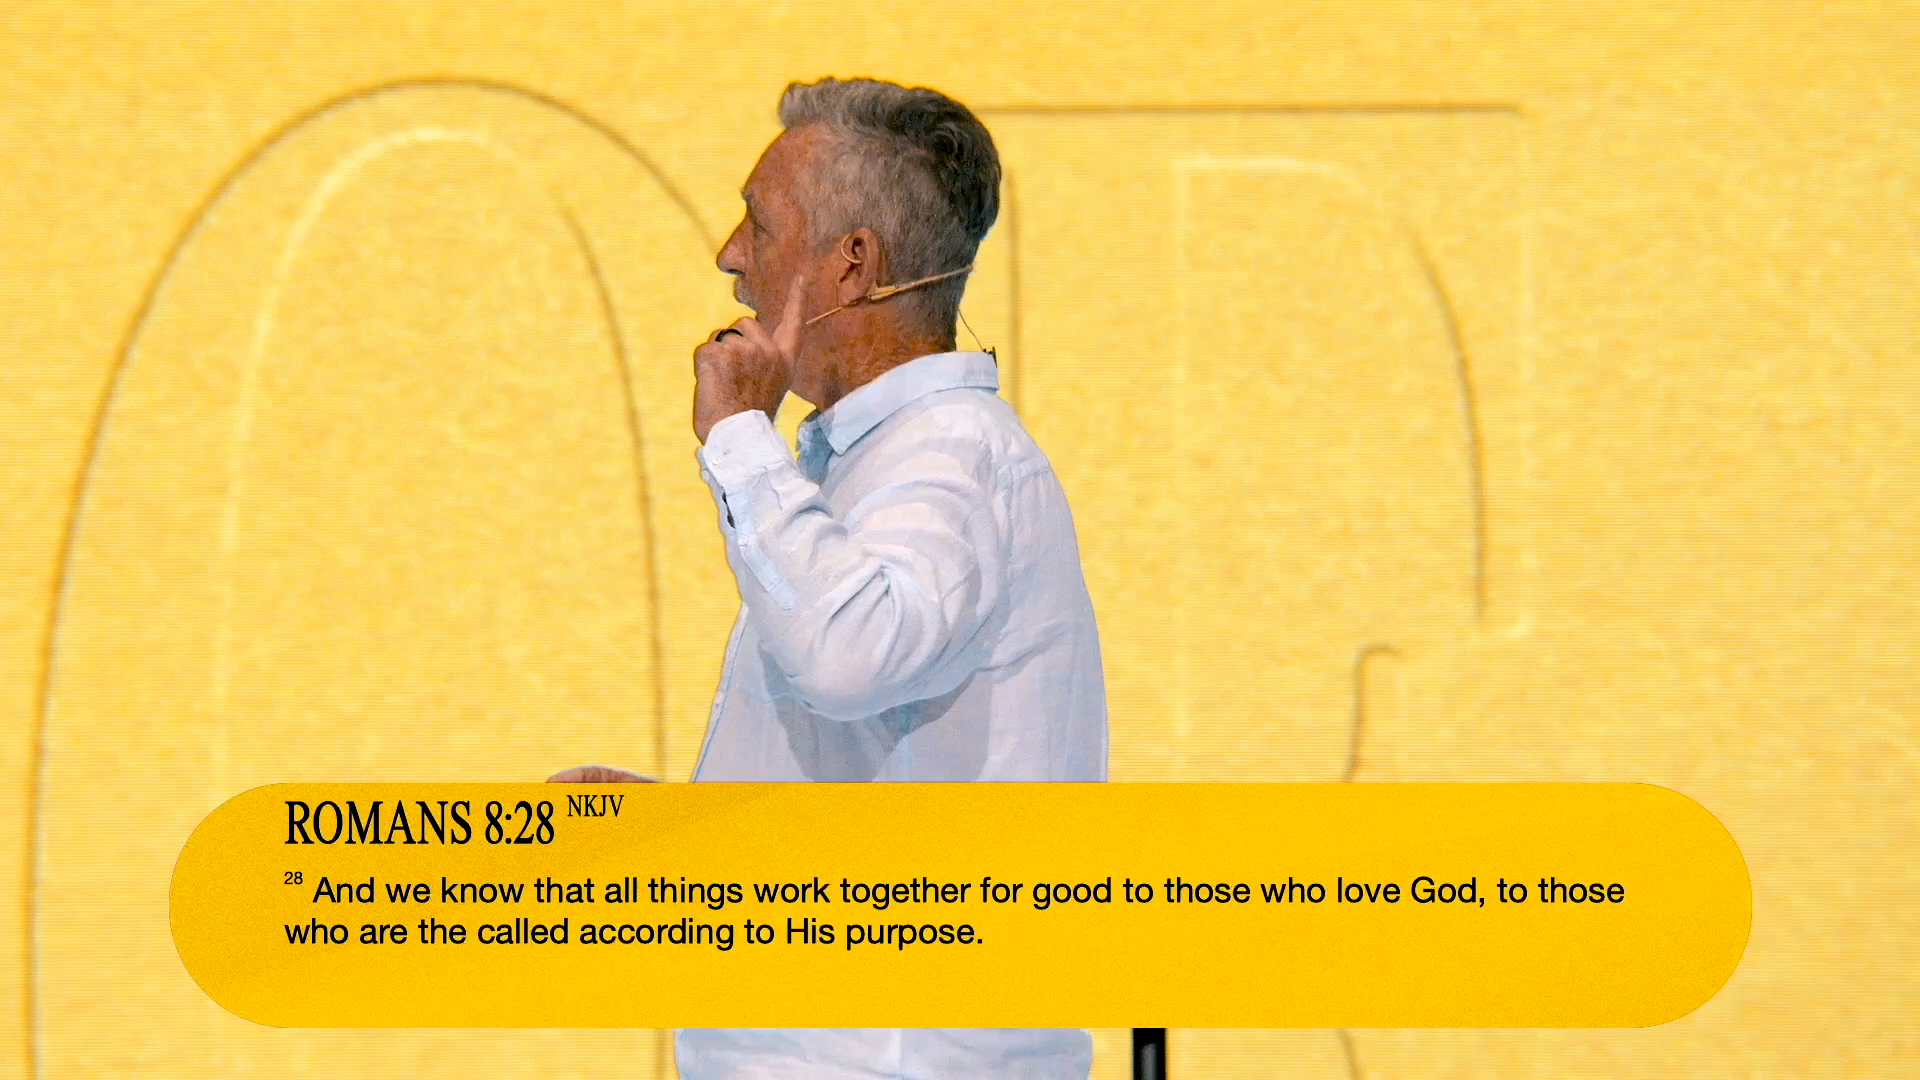 ROMANS 8:28 NKJV
28 And we know that all things work together for good to those who love God, to those
who are the called according to His purpose.